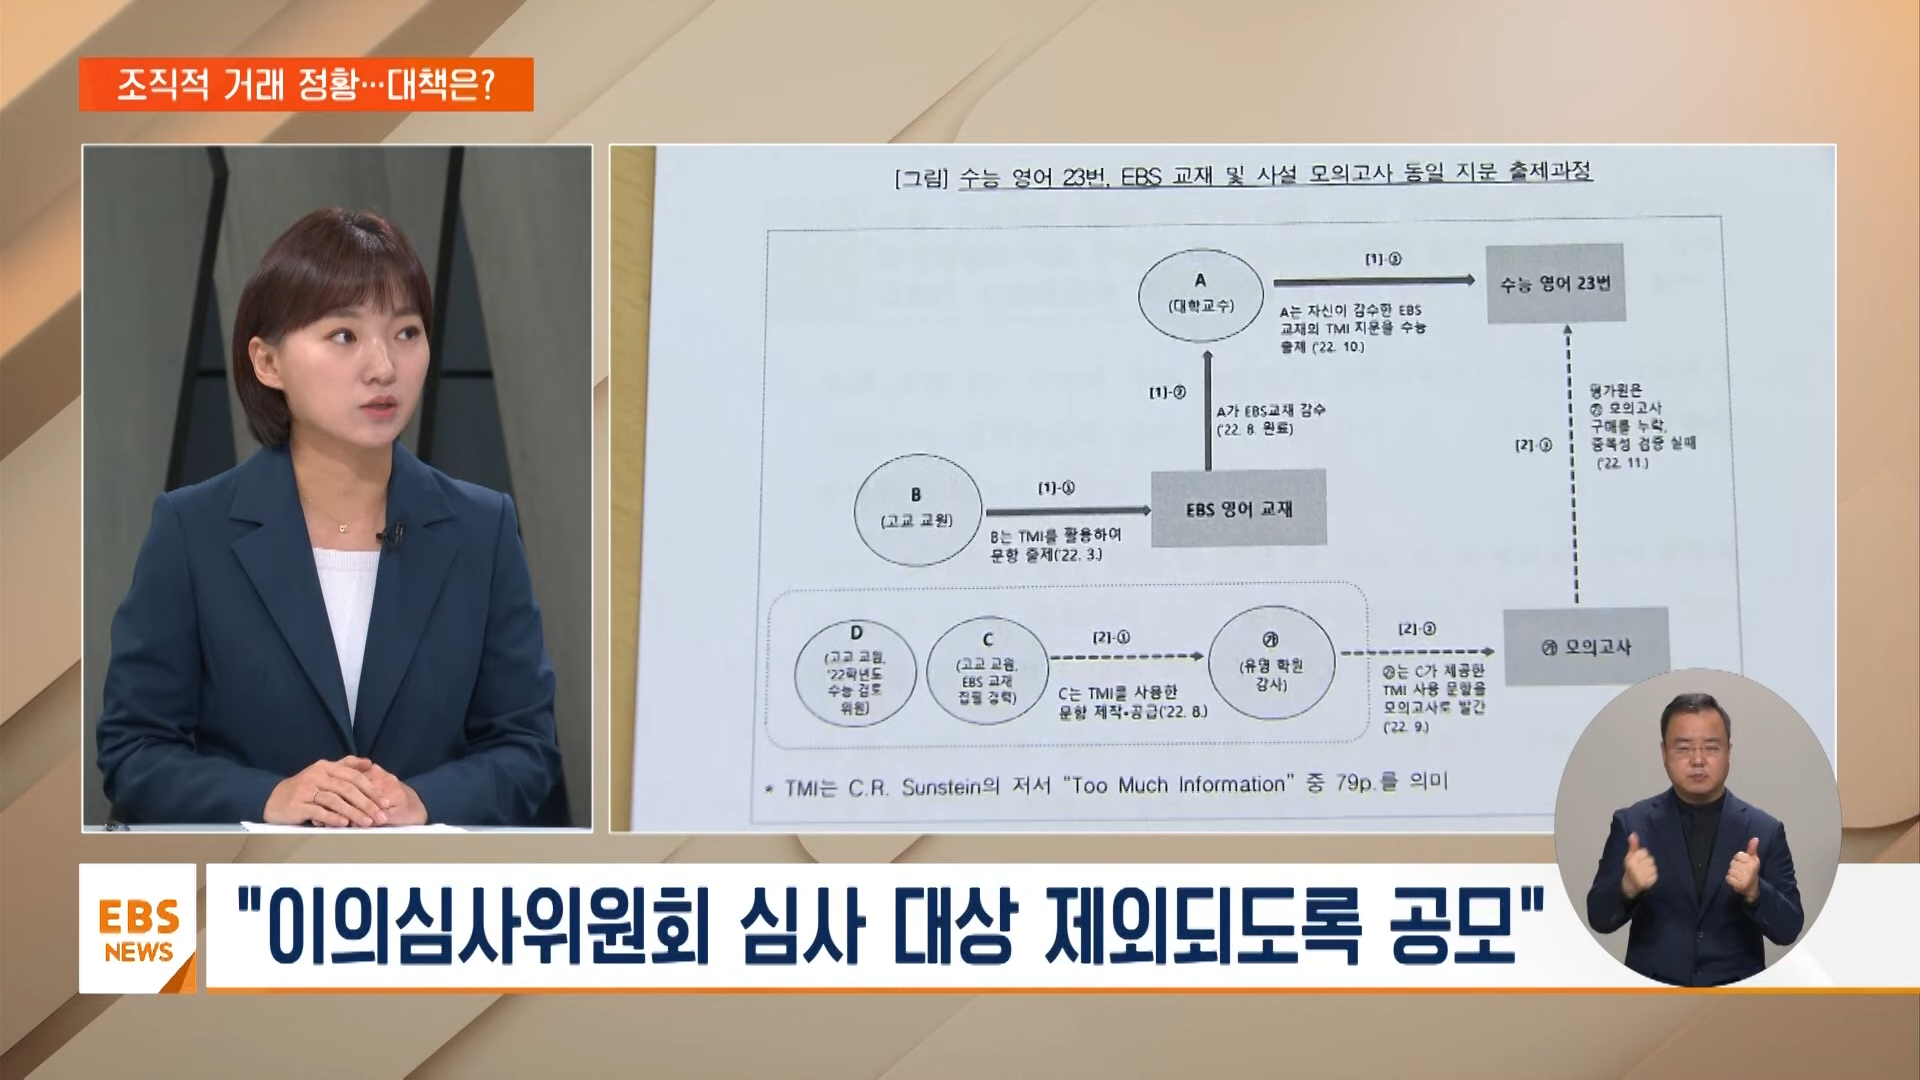 조직적 거래 정황…대책은?
[그림] 수능 영어 23번, EBS 교재 및 사설 모의고사 동일 지문 출제과정
A
(대학교수)
[1]-③
A는 자신이 감수한 EBS
교재의 TMI 지문을 수능
출제 ('22. 10.)
수능 영어 23번
[1]-②
A가 EBS교재 감수
('22. 8. 완료)
평가원은
㉮ 모의고사
구매를 누락,
중복성 검증 실패
('22. 11.)
[2]-③
B
(고교 교원)
[1]-①
B는 TMI를 활용하여
문항 출제('22. 3.)
EBS 영어 교재
D
(고교 교원,
'22학년도
수능 검토
위원)
C
(고교 교원,
EBS 교재
집필 경력)
[2]-①
C는 TMI를 사용한
문항 제작•공급('22. 8.)
㉮
(유명 학원
강사)
[2]-②
㉮는 C가 제공한
TMI 사용 문항을
모의고사로 발간
('22. 9.)
㉮ 모의고사
* TMI는 C.R. Sunstein의 저서 "Too Much Information" 중 79p.를 의미
EBS
NEWS
"이의심사위원회 심사 대상 제외되도록 공모"